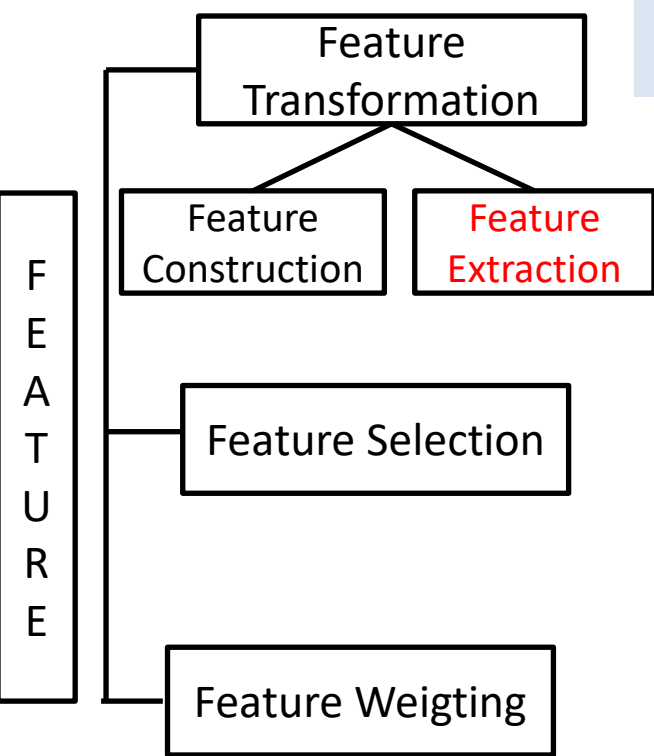 Feature
Transformation
Feature
Construction
Feature
Extraction
F
E
A
T
U
R
E
Feature Selection
Feature Weigting